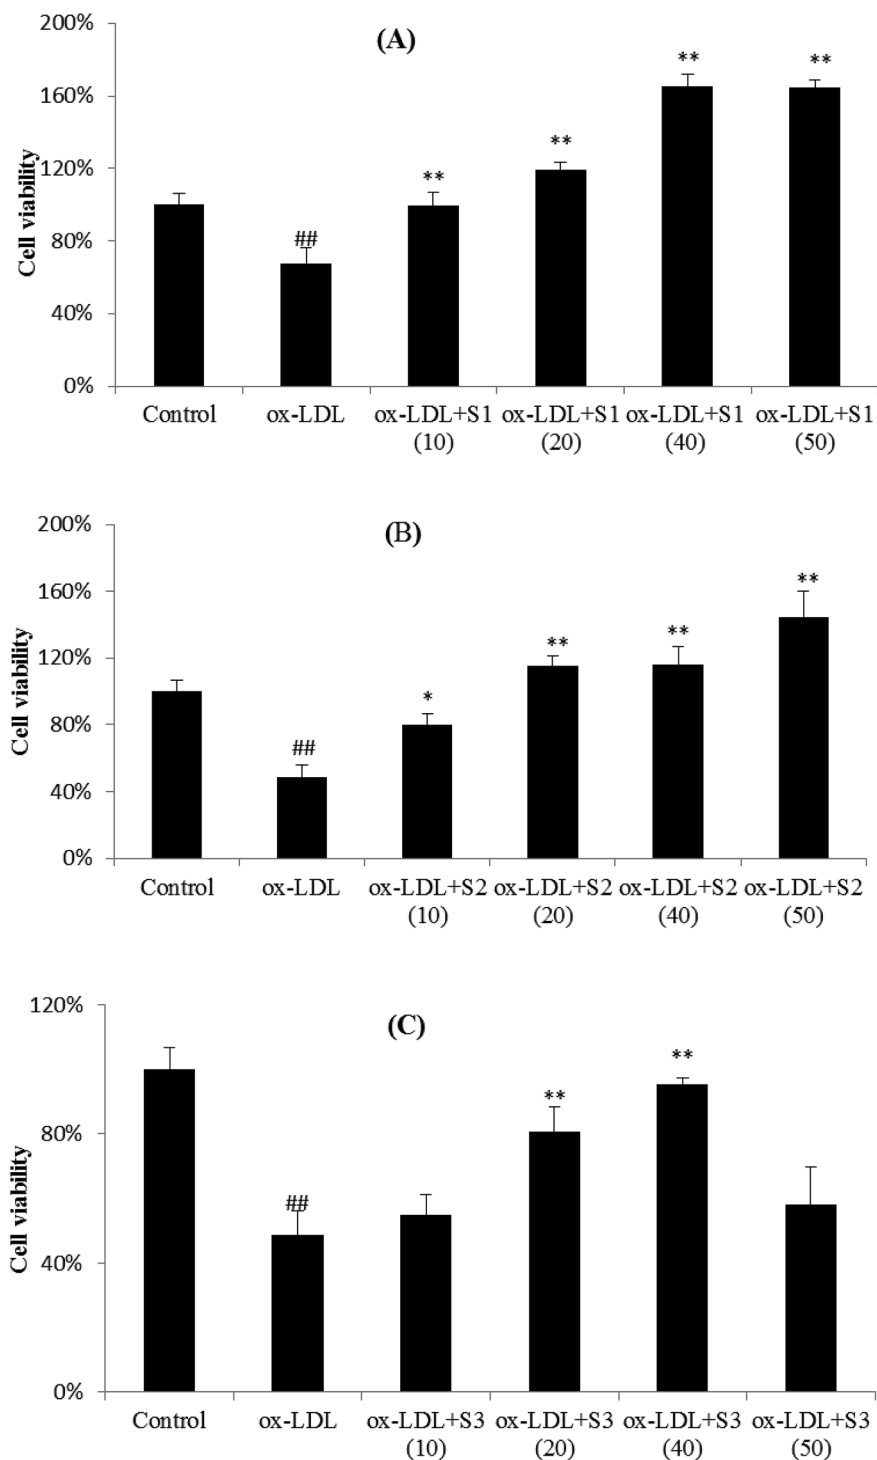 (A)
200%
160%
120%
80%
40%
0%
Cell viability
##
**
**
**
**
Control ox-LDL ox-LDL+S1 ox-LDL+S1 ox-LDL+S1 ox-LDL+S1
(10) (20) (40) (50)
(B)
200%
160%
120%
80%
40%
0%
Cell viability
##
*
**
**
**
Control ox-LDL ox-LDL+S2 ox-LDL+S2 ox-LDL+S2 ox-LDL+S2
(10) (20) (40) (50)
(C)
120%
80%
40%
0%
Cell viability
##
**
**
Control ox-LDL ox-LDL+S3 ox-LDL+S3 ox-LDL+S3 ox-LDL+S3
(10) (20) (40) (50)